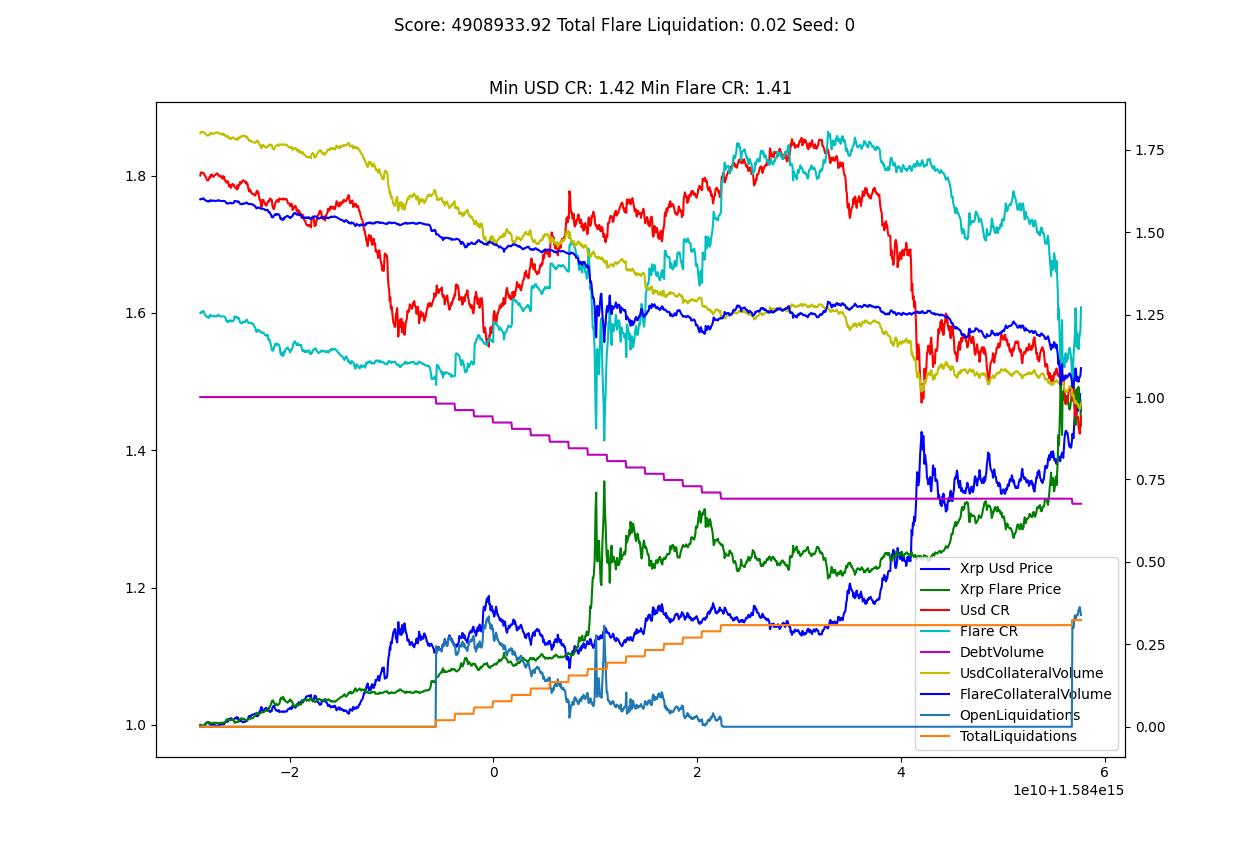 Score: 4908933.92 Total Flare Liquidation: 0.02 Seed: 0
Min USD CR: 1.42 Min Flare CR: 1.41
1.8
1.6
1.4
1.2
1.0
1.75
1.50
1.25
1.00
0.75
0.50
0.25
0.00
Xrp Usd Price
Xrp Flare Price
Usd CR
Flare CR
DebtVolume
UsdCollateralVolume
FlareCollateralVolume
OpenLiquidations
TotalLiquidations
−2 0 2 4 6
1e10+1.584e15